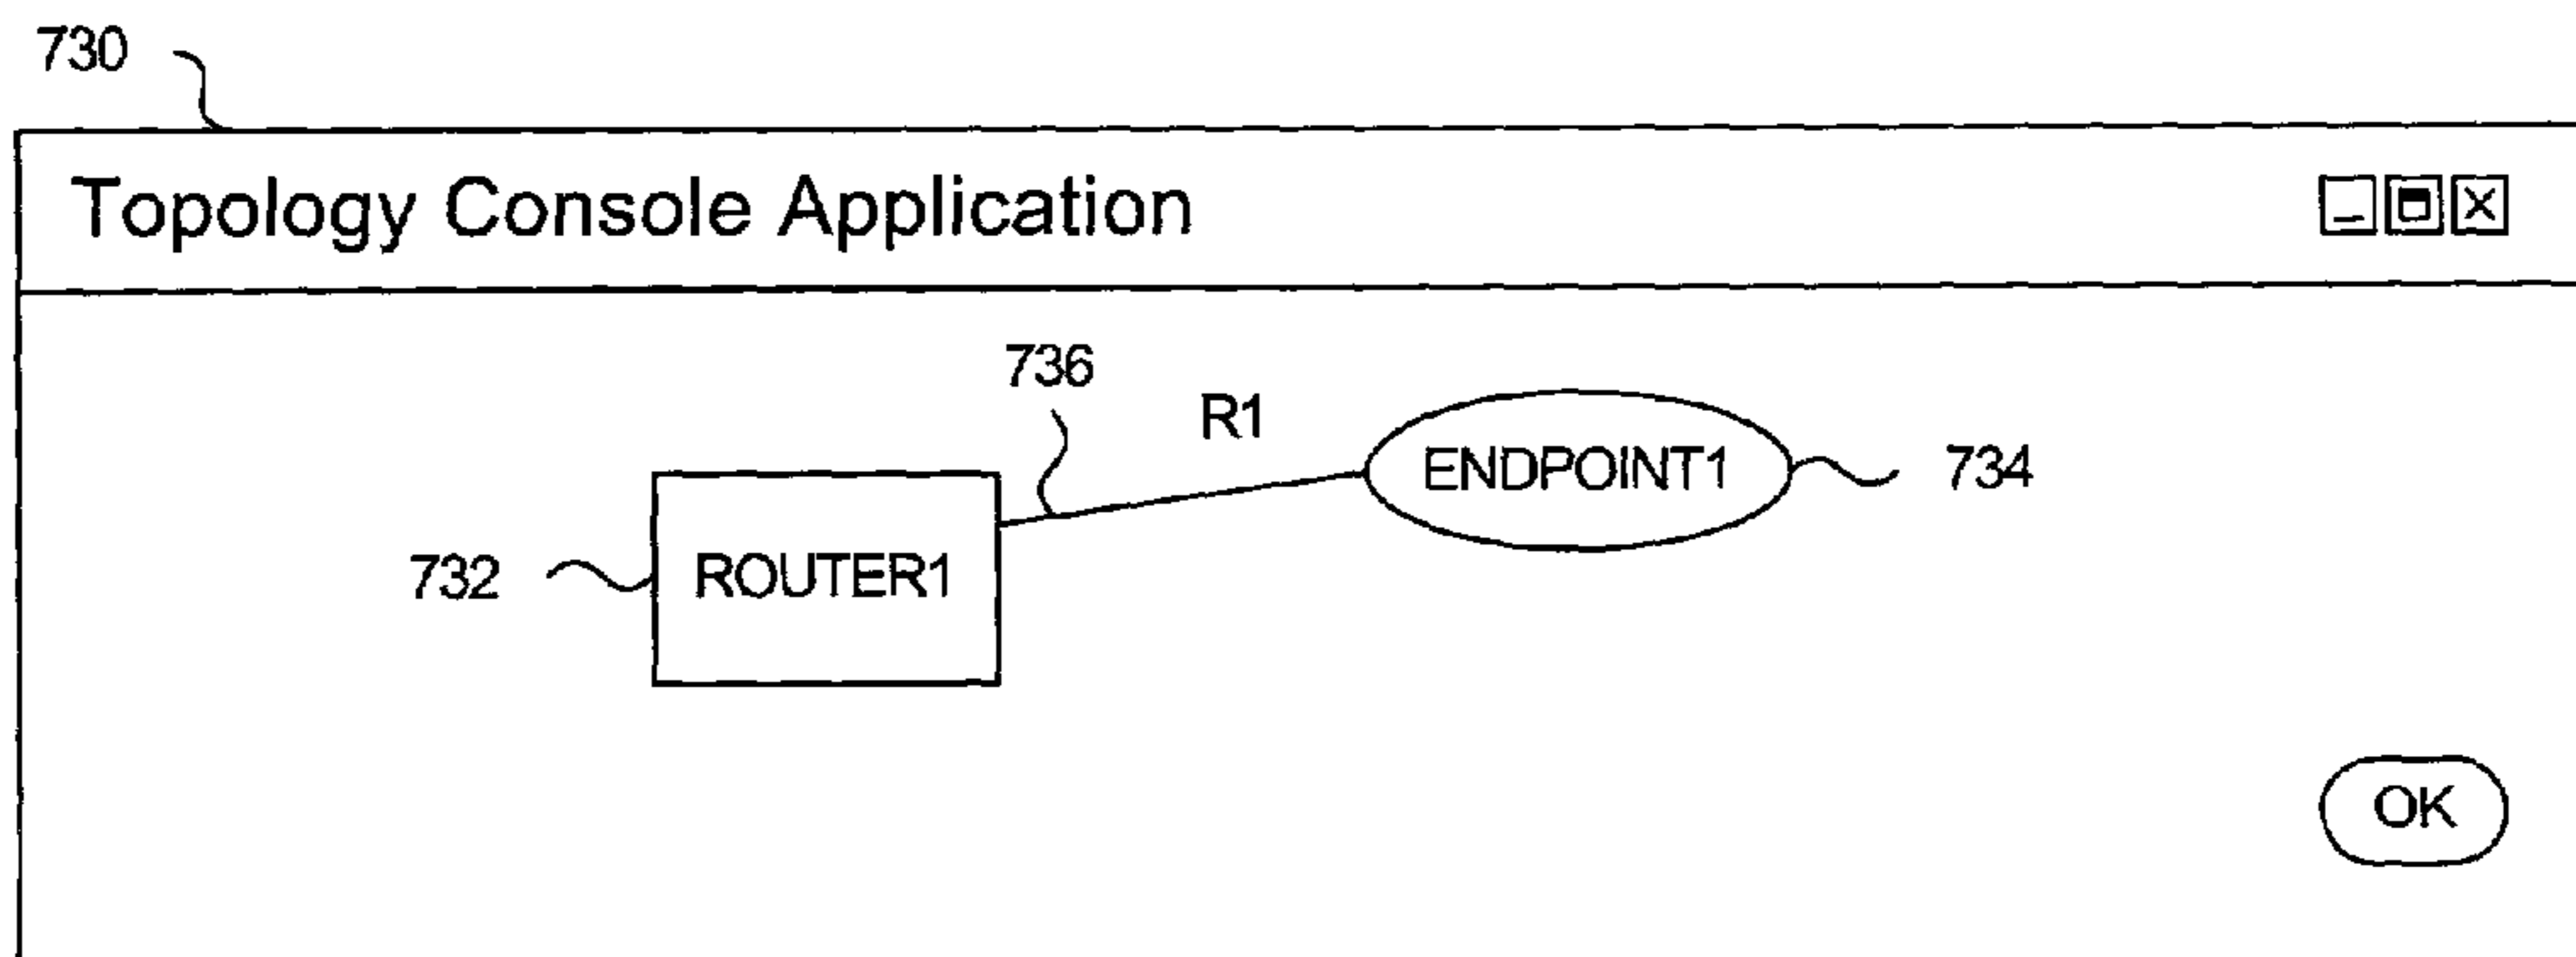 730
Topology Console Application
736
R1
ENDPOINT1
734
732
ROUTER1
OK